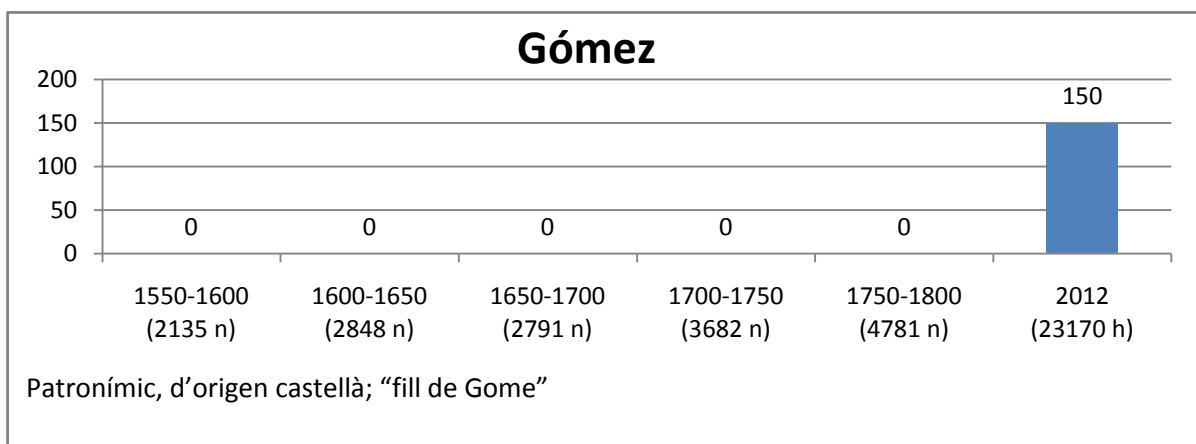 Gómez
200
150
100
50
0
150
0 0 0 0 0
1550-1600 1600-1650 1650-1700 1700-1750 1750-1800 2012
(2135 n) (2848 n) (2791 n) (3682 n) (4781 n) (23170 h)
Patronímic, d’origen castellà; “fill de Gome”